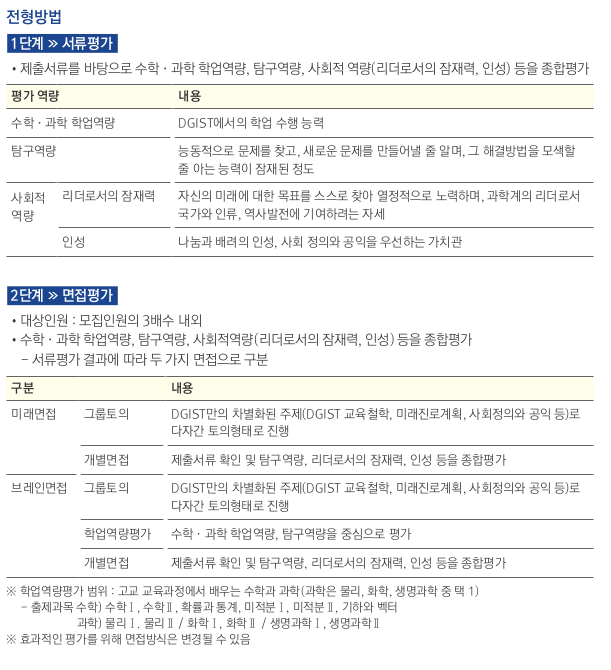 전형방법
1단계 ≫ 서류평가
• 제출서류를 바탕으로 수학 · 과학 학업역량, 탐구역량, 사회적 역량(리더로서의 잠재력, 인성) 등을 종합평가
평가 역량 내용
수학 · 과학 학업역량 DGIST에서의 학업 수행 능력
탐구역량 능동적으로 문제를 찾고, 새로운 문제를 만들어낼 줄 알며, 그 해결방법을 모색할
줄 아는 능력이 잠재된 정도
사회적 역량 리더로서의 잠재력 자신의 미래에 대한 목표를 스스로 찾아 열정적으로 노력하며, 과학계의 리더로서
국가와 인류, 역사발전에 기여하려는 자세
인성 나눔과 배려의 인성, 사회 정의와 공익을 우선하는 가치관
2단계 ≫ 면접평가
• 대상인원 : 모집인원의 3배수 내외
• 수학 · 과학 학업역량, 탐구역량, 사회적역량(리더로서의 잠재력, 인성) 등을 종합평가
– 서류평가 결과에 따라 두 가지 면접으로 구분
구분 내용
미래면접 그룹토의 DGIST만의 차별화된 주제(DGIST 교육철학, 미래진로계획, 사회정의와 공익 등)로
다자간 토의형태로 진행
개별면접 제출서류 확인 및 탐구역량, 리더로서의 잠재력, 인성 등을 종합평가
브레인면접 그룹토의 DGIST만의 차별화된 주제(DGIST 교육철학, 미래진로계획, 사회정의와 공익 등)로
다자간 토의형태로 진행
학업역량평가 수학 · 과학 학업역량, 탐구역량을 중심으로 평가
개별면접 제출서류 확인 및 탐구역량, 리더로서의 잠재력, 인성 등을 종합평가
※ 학업역량평가 범위 : 고교 교육과정에서 배우는 수학과 과학(과학은 물리, 화학, 생명과학 중 택 1)
– 출제과목 수학) 수학Ⅰ, 수학Ⅱ, 확률과 통계, 미적분Ⅰ, 미적분Ⅱ, 기하와 벡터
과학) 물리Ⅰ. 물리Ⅱ / 화학Ⅰ, 화학Ⅱ / 생명과학Ⅰ, 생명과학Ⅱ
※ 효과적인 평가를 위해 면접방식은 변경될 수 있음